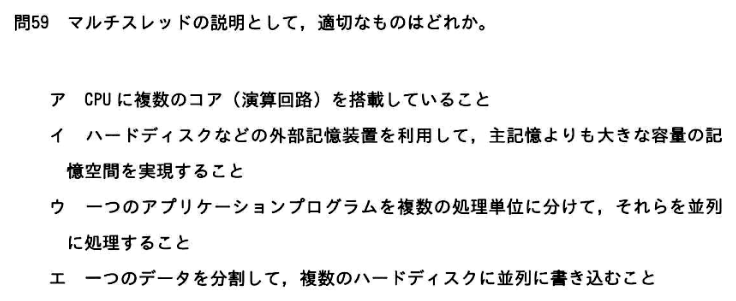 問59 マルチスレッドの説明として，適切なものはどれか。
ア CPUに複数のコア（演算回路）を搭載していること
イ ハードディスクなどの外部記憶装置を利用して，主記憶よりも大きな容量の記
憶空間を実現すること
ウ 一つのアプリケーションプログラムを複数の処理単位に分けて，それらを並列
に処理すること
エ 一つのデータを分割して，複数のハードディスクに並列に書き込むこと